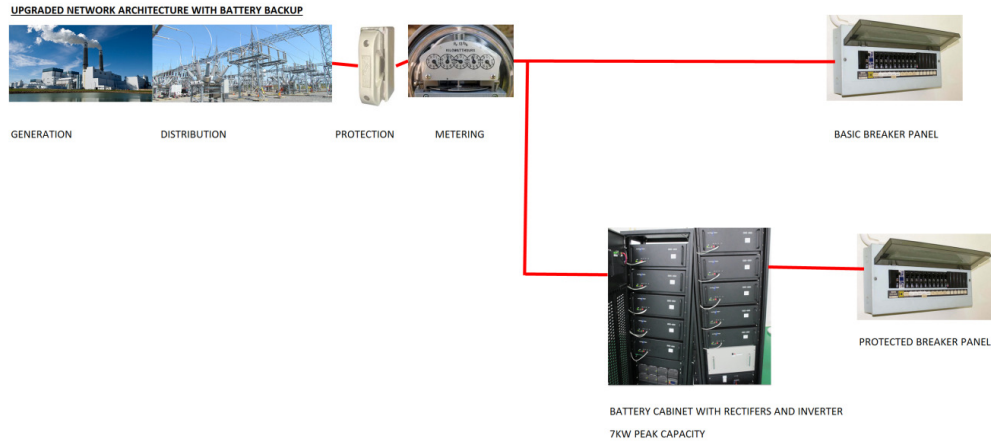 UPGRADED NETWORK ARCHITECTURE WITH BATTERY BACKUP
KILOWATTHOURS
GENERATION
DISTRIBUTION
PROTECTION
METERING
BASIC BREAKER PANEL
PROTECTED BREAKER PANEL
BATTERY CABINET WITH RECTIFERS AND INVERTER
7KW PEAK CAPACITY